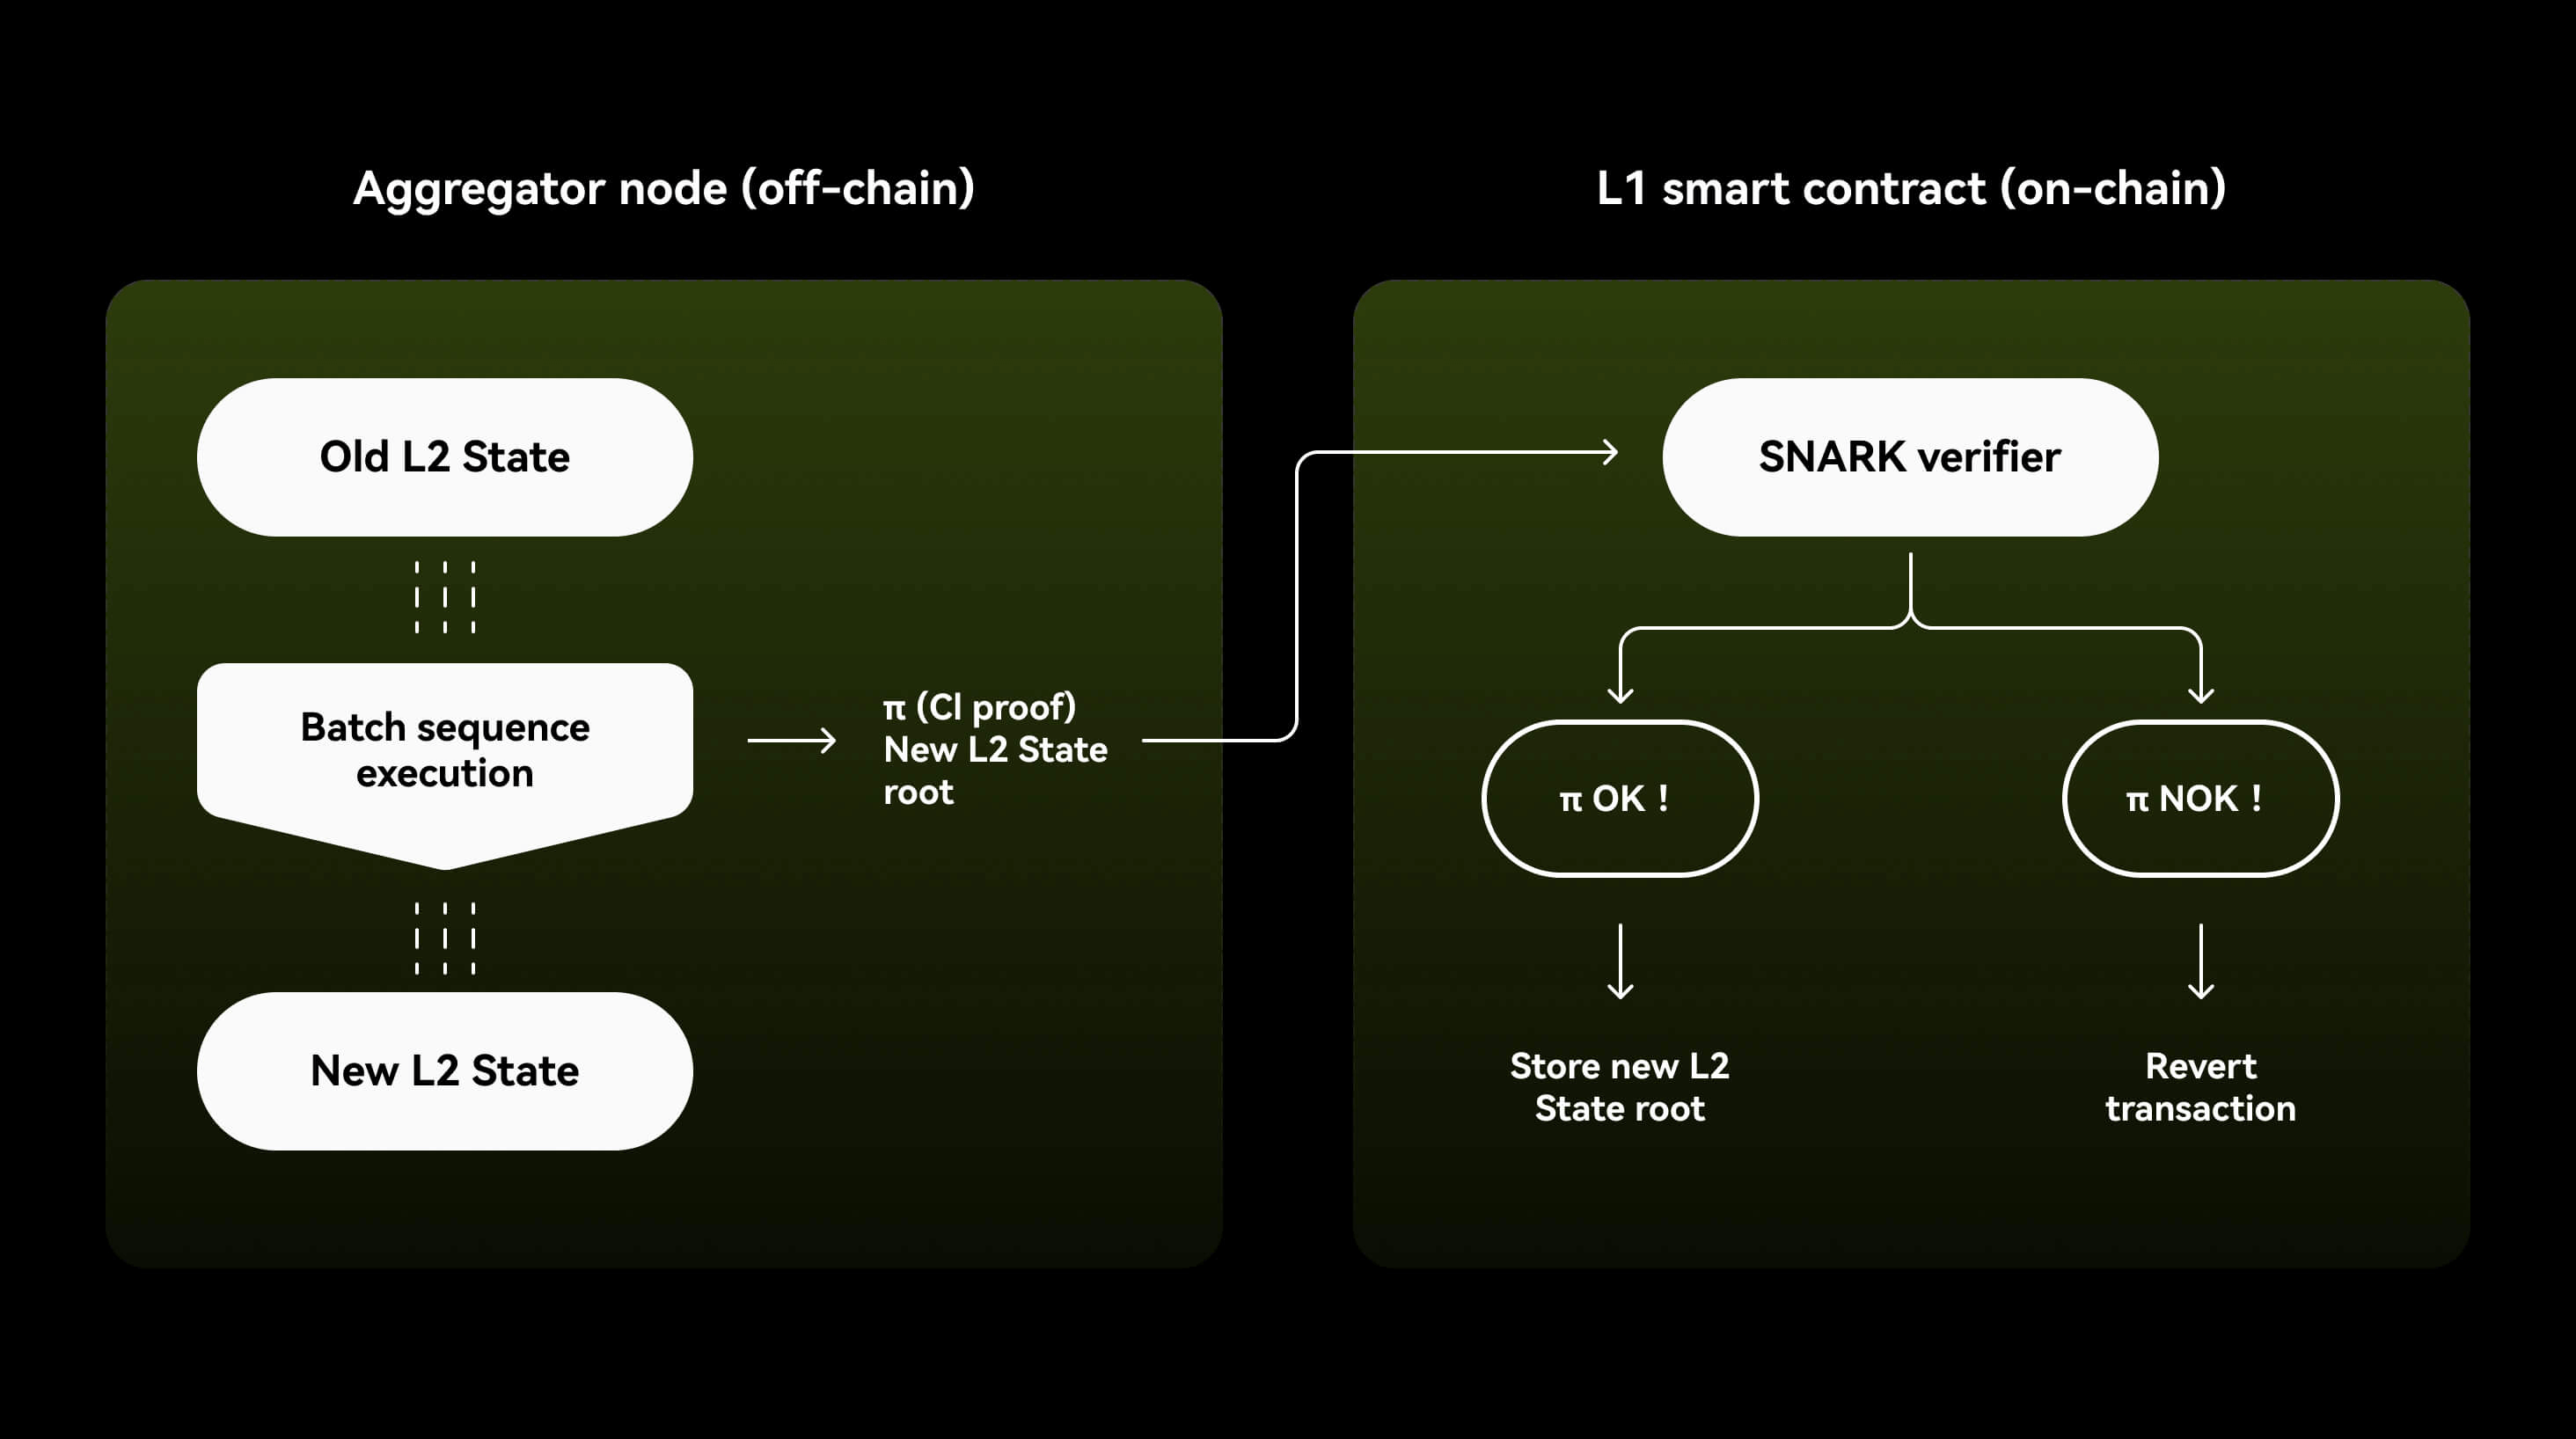 Aggregator node (off-chain)
L1 smart contract (on-chain)
Old L2 State
Batch sequence
execution
π (Cl proof)
New L2 State
root
New L2 State
SNARK verifier
π OK !
π NOK !
Store new L2
State root
Revert
transaction